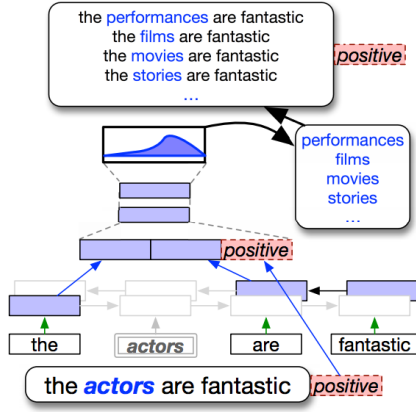 the performances are fantastic
the films are fantastic
the movies are fantastic
the stories are fantastic
...
positive
performances
films
movies
stories
...
positive
the
actors
are
fantastic
the actors are fantastic
positive